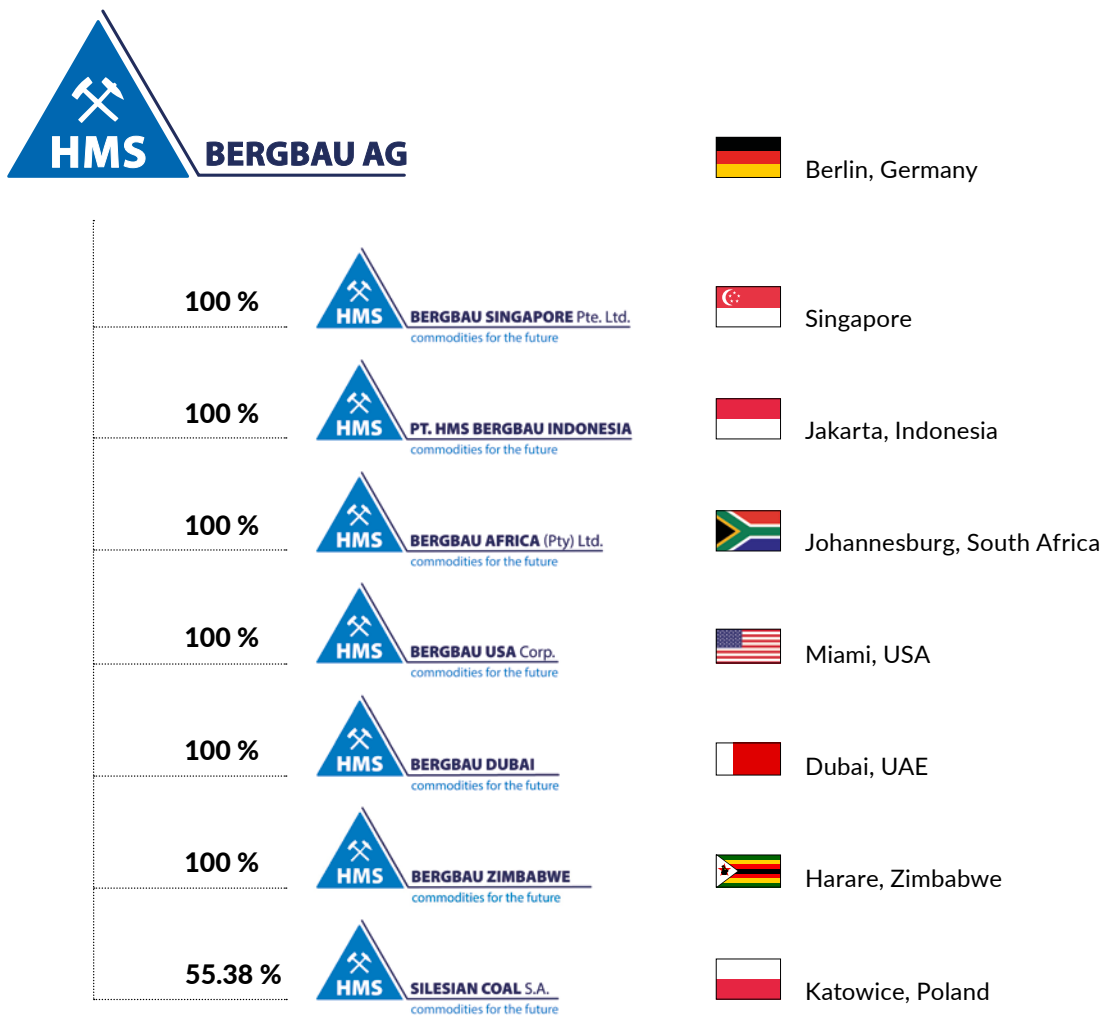 HMS BERGBAU AG
Berlin, Germany
100 %
HMS BERGBAU SINGAPORE Pte. Ltd.
commodities for the future
Singapore
100 %
HMS PT. HMS BERGBAU INDONESIA
commodities for the future
Jakarta, Indonesia
100 %
HMS BERGBAU AFRICA (Pty) Ltd.
commodities for the future
Johannesburg, South Africa
100 %
HMS BERGBAU USA Corp.
commodities for the future
Miami, USA
100 %
HMS BERGBAU DUBAI
commodities for the future
Dubai, UAE
100 %
HMS BERGBAU ZIMBABWE
commodities for the future
Harare, Zimbabwe
55.38 %
HMS SILESIAN COAL S.A.
commodities for the future
Katowice, Poland